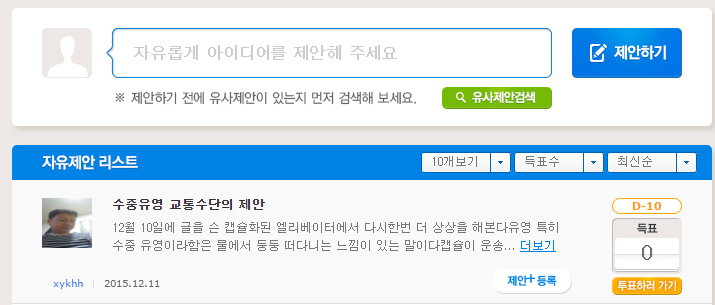 자유롭게 아이디어를 제안해 주세요
제안하기
※ 제안하기 전에 유사제안이 있는지 먼저 검색해 보세요.
유사제안검색
자유제안 리스트
10개보기
득표수
최신순
수중유영 교통수단의 제안
12월 10일에 글을 슨 캡슐화된 엘리베이터에서 다시한번 더 상상을 해본다유영 특히
수중 유영이라함은 물에서 둥둥 떠다니는 느낌이 있는 말이다캡슐이 운송... 더보기
xykhh
2015.12.11
제안+ 등록
D-10
득표
0
투표하러 가기